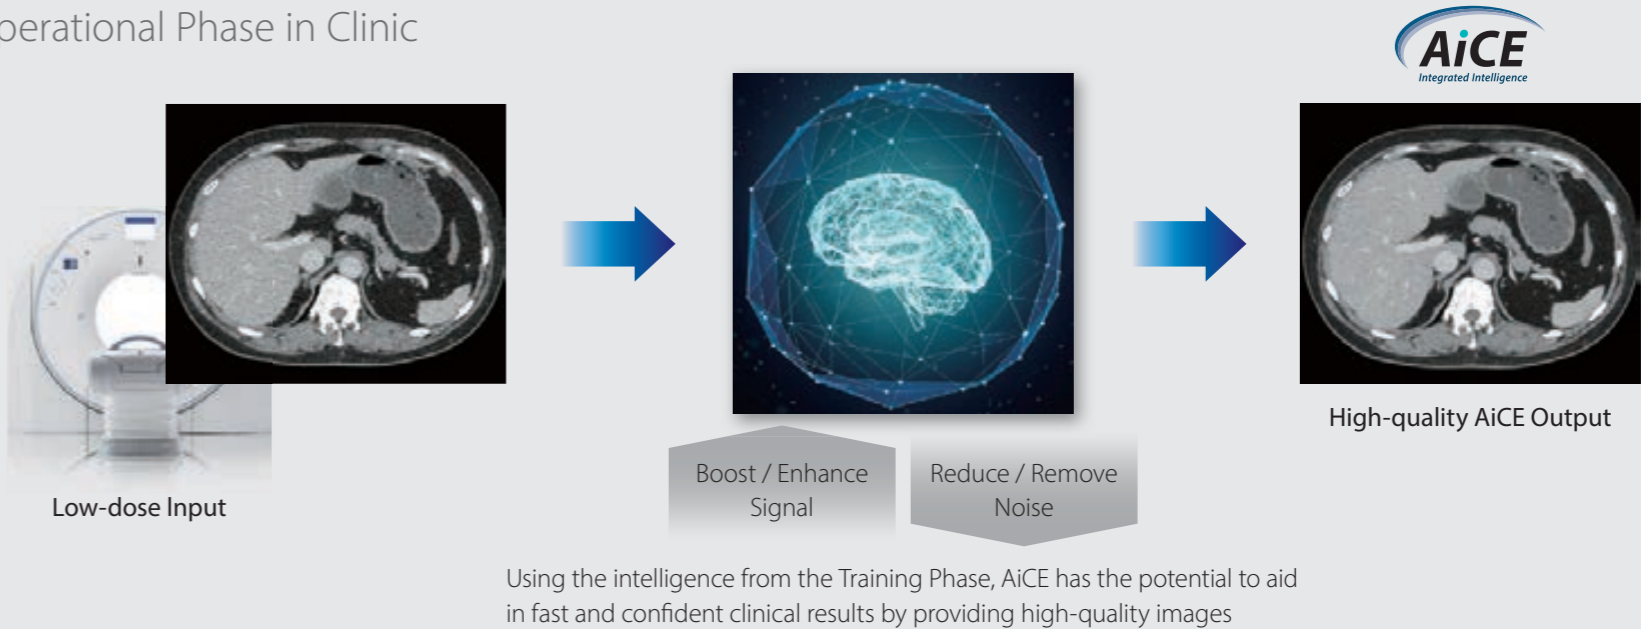 perational Phase in Clinic
AiCE
Integrated Intelligence
Low-dose Input
Boost / Enhance
Signal
Reduce / Remove
Noise
High-quality AiCE Output
Using the intelligence from the Training Phase, AiCE has the potential to aid
in fast and confident clinical results by providing high-quality images